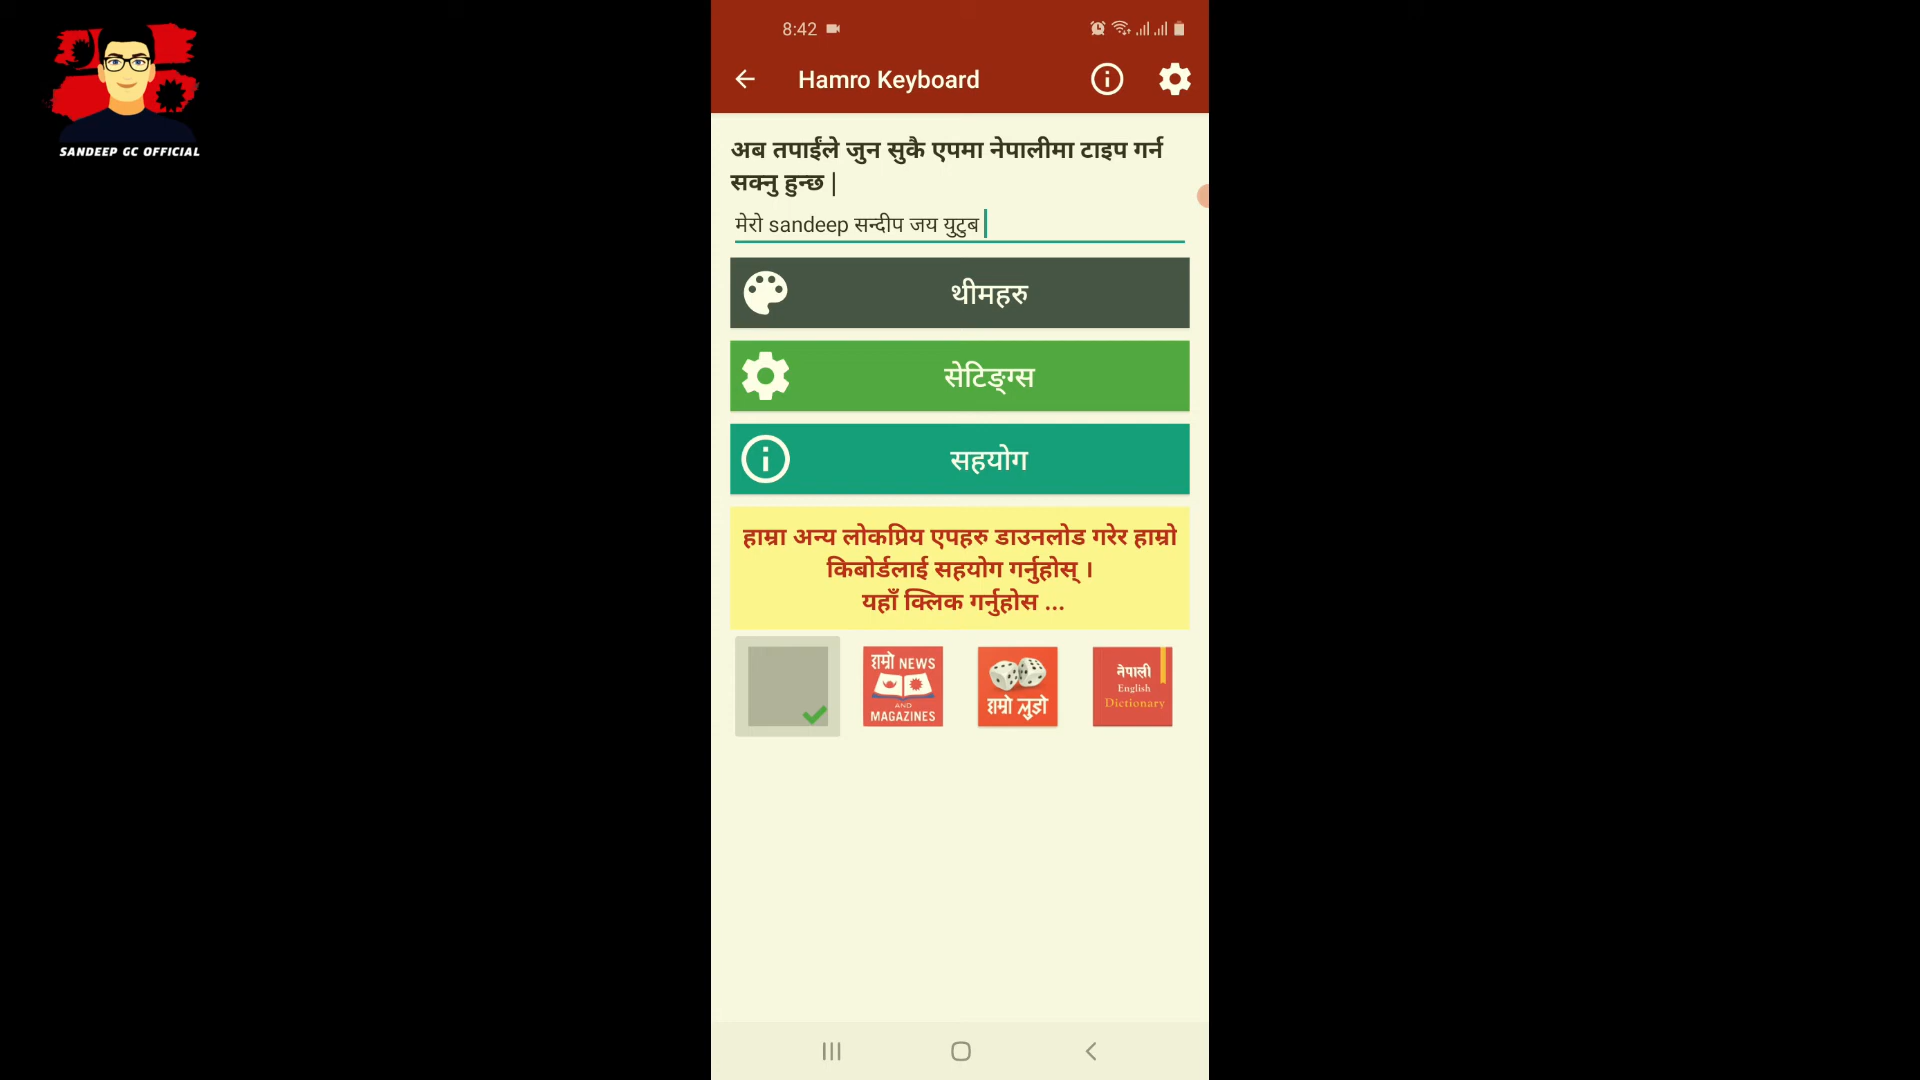 SANDEEP GC OFFICIAL
8:42
Hamro Keyboard
अब तपाईंले जुन सुकै एपमा नेपालीमा टाइप गर्न
सक्नु हुन्छ |
मेरो sandeep सन्दीप जय युटुब
थीमहरु
सेटिङ्ग्स
सहयोग
हाम्रा अन्य लोकप्रिय एपहरु डाउनलोड गरेर हाम्रो
किबोर्डलाई सहयोग गर्नुहोस् ।
यहाँ क्लिक गर्नुहोस ...
हाम्रो NEWS
AND
MAGAZINES
हाम्रो लुडो
नेपाली
English
Dictionary